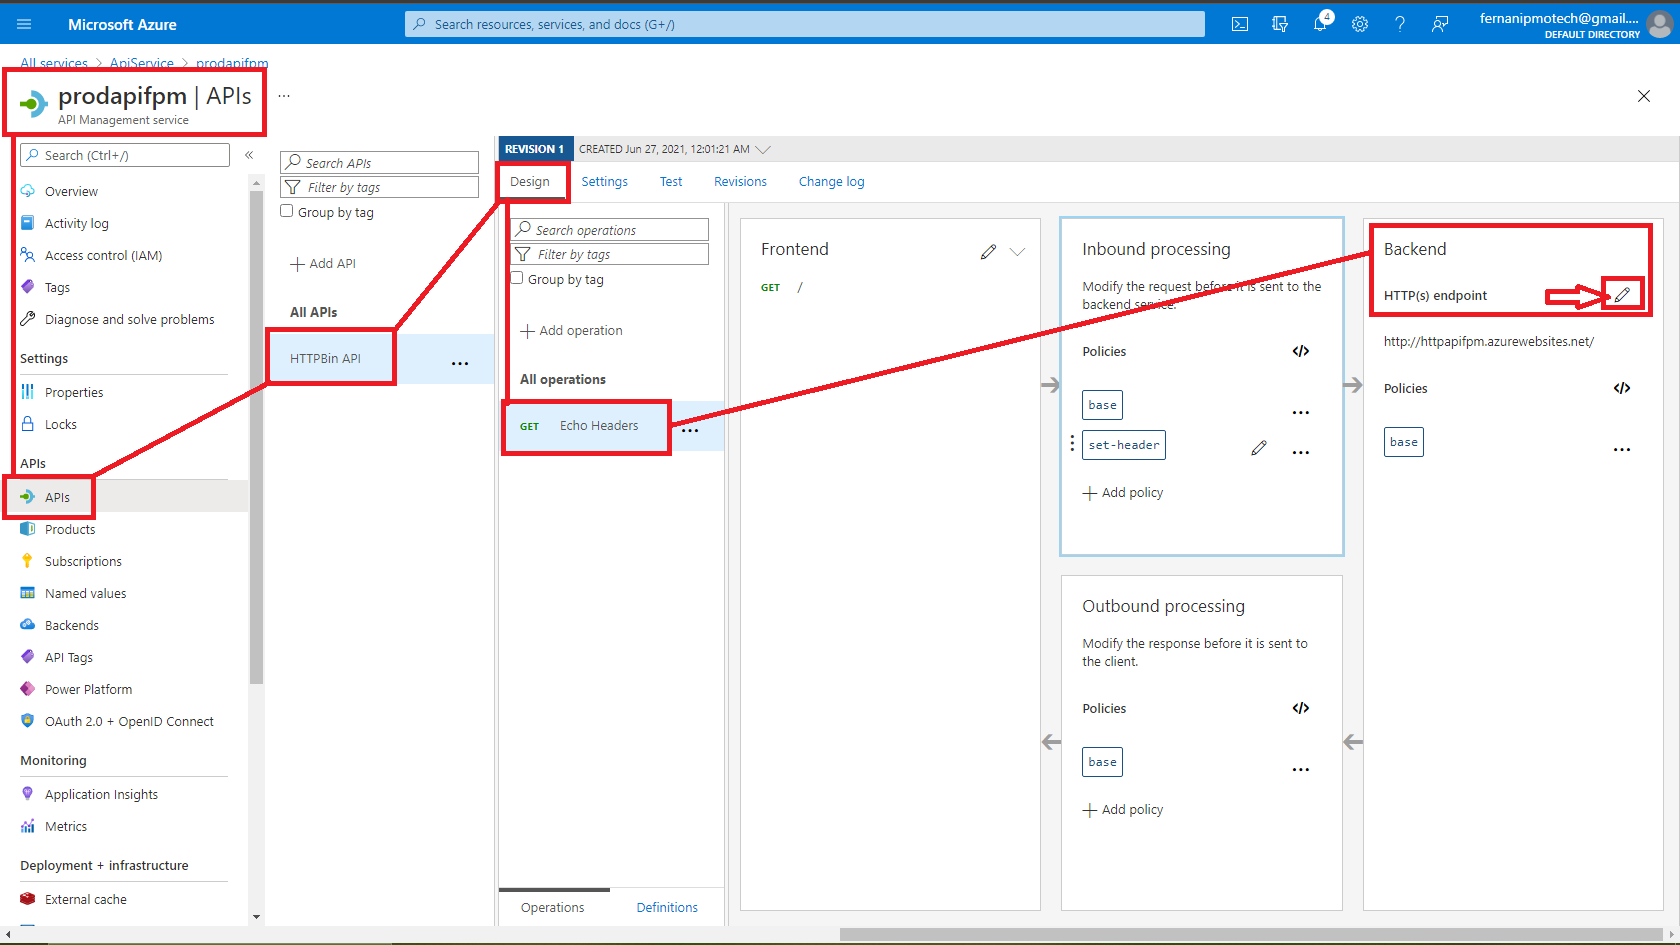 Microsoft Azure
Search resources, services, and docs (G+/)
4
fernanipmotech@gmail....
DEFAULT DIRECTORY
All services > ApiService > prodapifpm
prodapifpm | APIs
...
API Management service
Search (Ctrl+/)
«
Overview
Activity log
Access control (IAM)
Tags
Diagnose and solve problems
Settings
Properties
Locks
APIs
APIs
Products
Subscriptions
Named values
Backends
API Tags
Power Platform
OAuth 2.0 + OpenID Connect
Monitoring
Application Insights
Metrics
Deployment + infrastructure
External cache
Search APIs
Filter by tags
Group by tag
+ Add API
All APIs
HTTPBin API
...
REVISION 1
CREATED Jun 27, 2021, 12:01:21 AM
Design
Settings
Test
Revisions
Change log
Search operations
Filter by tags
Group by tag
+ Add operation
All operations
GET Echo Headers
...
Operations
Definitions
Frontend
GET /
Inbound processing
Modify the request before it is sent to the
backend service.
Policies
</>
base
...
set-header
...
+ Add policy
Outbound processing
Modify the response before it is sent to
the client.
Policies
</>
base
...
+ Add policy
Backend
HTTP(s) endpoint
http://httpapifpm.azurewebsites.net/
Policies
</>
base
...